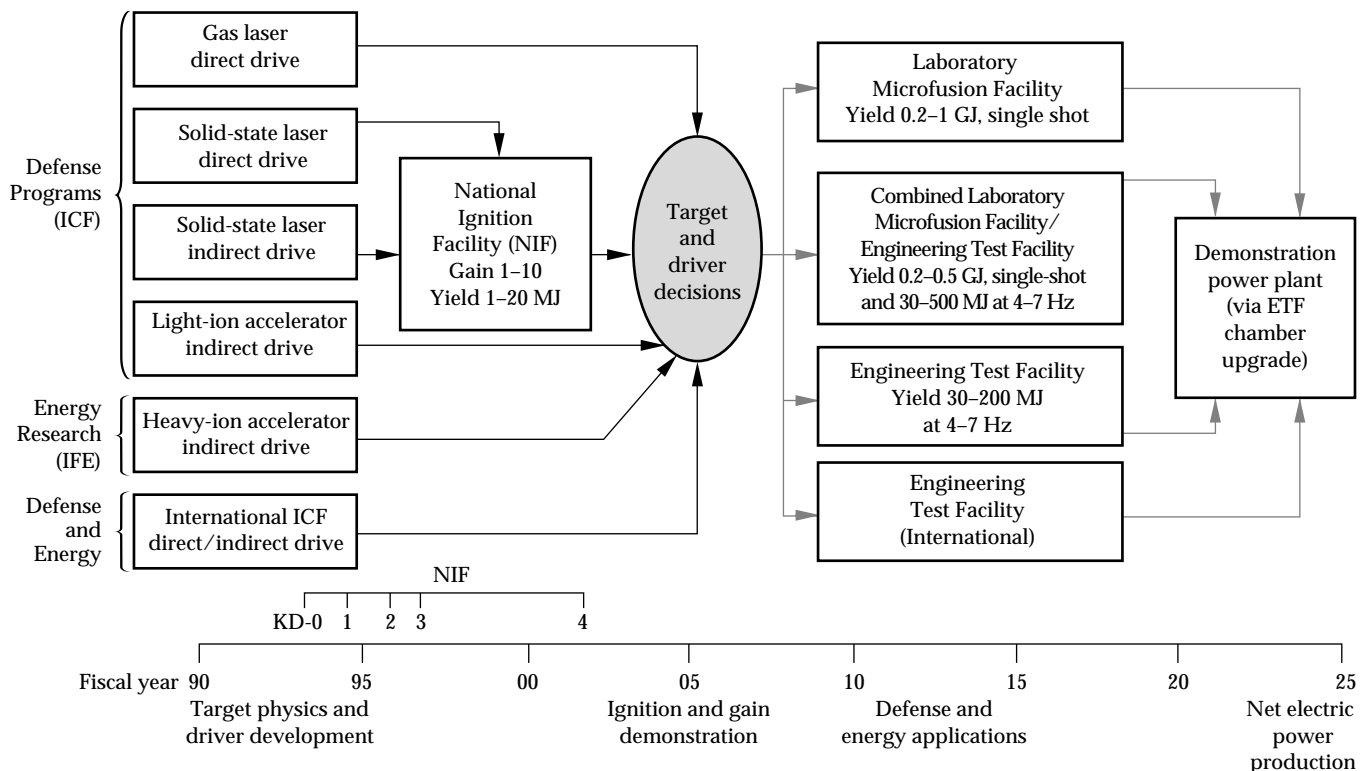 Defense
Programs
(ICF)
Gas laser
direct drive
Solid-state laser
direct drive
Solid-state laser
indirect drive
Light-ion accelerator
indirect drive
Energy
Research
(IFE)
Heavy-ion accelerator
indirect drive
Defense
and
Energy
International ICF
direct/indirect drive
National
Ignition
Facility (NIF)
Gain 1–10
Yield 1–20 MJ
Target
and
driver
decisions
Laboratory
Microfusion Facility
Yield 0.2–1 GJ, single shot
Combined Laboratory
Microfusion Facility/
Engineering Test Facility
Yield 0.2–0.5 GJ, single-shot
and 30–500 MJ at 4–7 Hz
Engineering Test Facility
Yield 30–200 MJ
at 4–7 Hz
Engineering
Test Facility
(International)
Demonstration
power plant
(via ETF
chamber
upgrade)
NIF
KD-0 1 2 3 4
Fiscal year 90 95 00 05 10 15 20 25
Target physics and
driver development
Ignition and gain
demonstration
Defense and
energy applications
Net electric
power
production